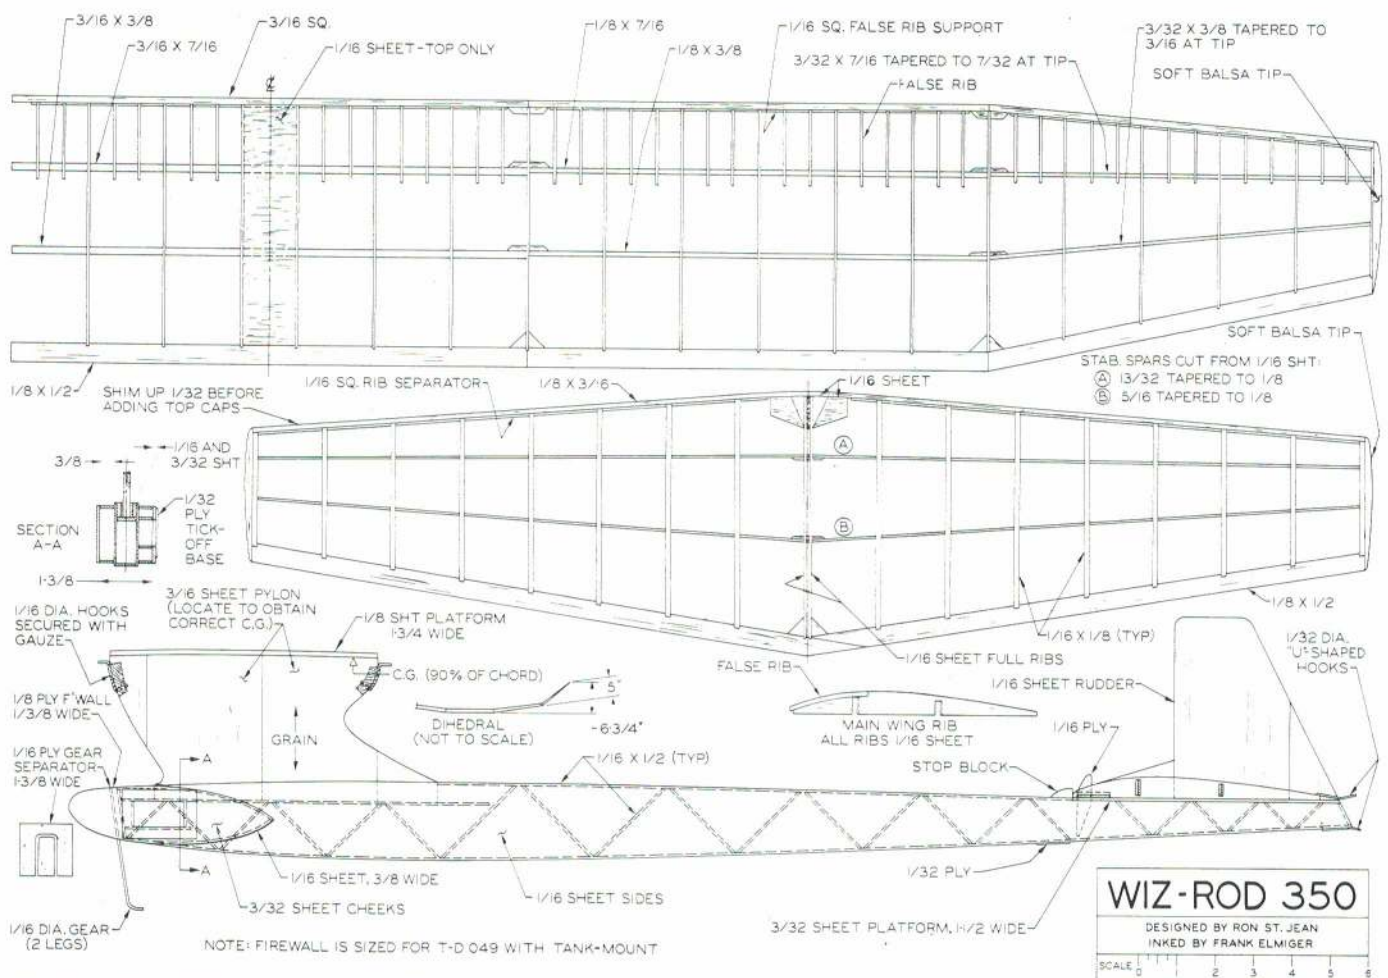 3/16 X 3/8
3/16 X 7/16
3/16 SQ.
1/16 SHEET-TOP ONLY
1/8 X 7/16
1/8 X 3/8
1/16 SQ. FALSE RIB SUPPORT
3/32 X 7/16 TAPERED TO 7/32 AT TIP
FALSE RIB
3/32 X 3/8 TAPERED TO
3/16 AT TIP
SOFT BALSA TIP
SOFT BALSA TIP
STAB. SPARS CUT FROM 1/16 SHT:
A 13/32 TAPERED TO 1/8
B 5/16 TAPERED TO 1/8
1/8 X 1/2
SHIM UP 1/32 BEFORE
ADDING TOP CAPS
1/16 SQ. RIB SEPARATOR
1/8 X 3/16
1/16 SHEET
A
B
1/16 AND
3/32 SHT
3/8
SECTION
A-A
1/32
PLY
TICK-
OFF
BASE
1-3/8
3/16 SHEET PYLON
(LOCATE TO OBTAIN
CORRECT C.G.)
1/16 DIA. HOOKS
SECURED WITH
GAUZE
1/8 SHT PLATFORM
1-3/4 WIDE
C.G. (90% OF CHORD)
1/8 PLY F'WALL
1/3/8 WIDE
1/16 PLY GEAR
SEPARATOR
1-3/8 WIDE
GRAIN
A
A
5"
6-3/4"
DIHEDRAL
(NOT TO SCALE)
FALSE RIB
MAIN WING RIB
ALL RIBS 1/16 SHEET
1/16 SHEET FULL RIBS
1/16 X 1/8 (TYP)
1/8 X 1/2
1/16 SHEET RUDDER
1/32 DIA.
"U"-SHAPED
HOOKS
1/16 PLY
STOP BLOCK
1/16 X 1/2 (TYP)
1/16 SHEET, 3/8 WIDE
3/32 SHEET CHEEKS
1/16 SHEET SIDES
1/32 PLY
3/32 SHEET PLATFORM, 1-1/2 WIDE
1/16 DIA. GEAR
(2 LEGS)
NOTE: FIREWALL IS SIZED FOR T-D 049 WITH TANK-MOUNT
WIZ-ROD 350
DESIGNED BY RON ST. JEAN
INKED BY FRANK ELMIGER
SCALE 0 1 2 3 4 5 6